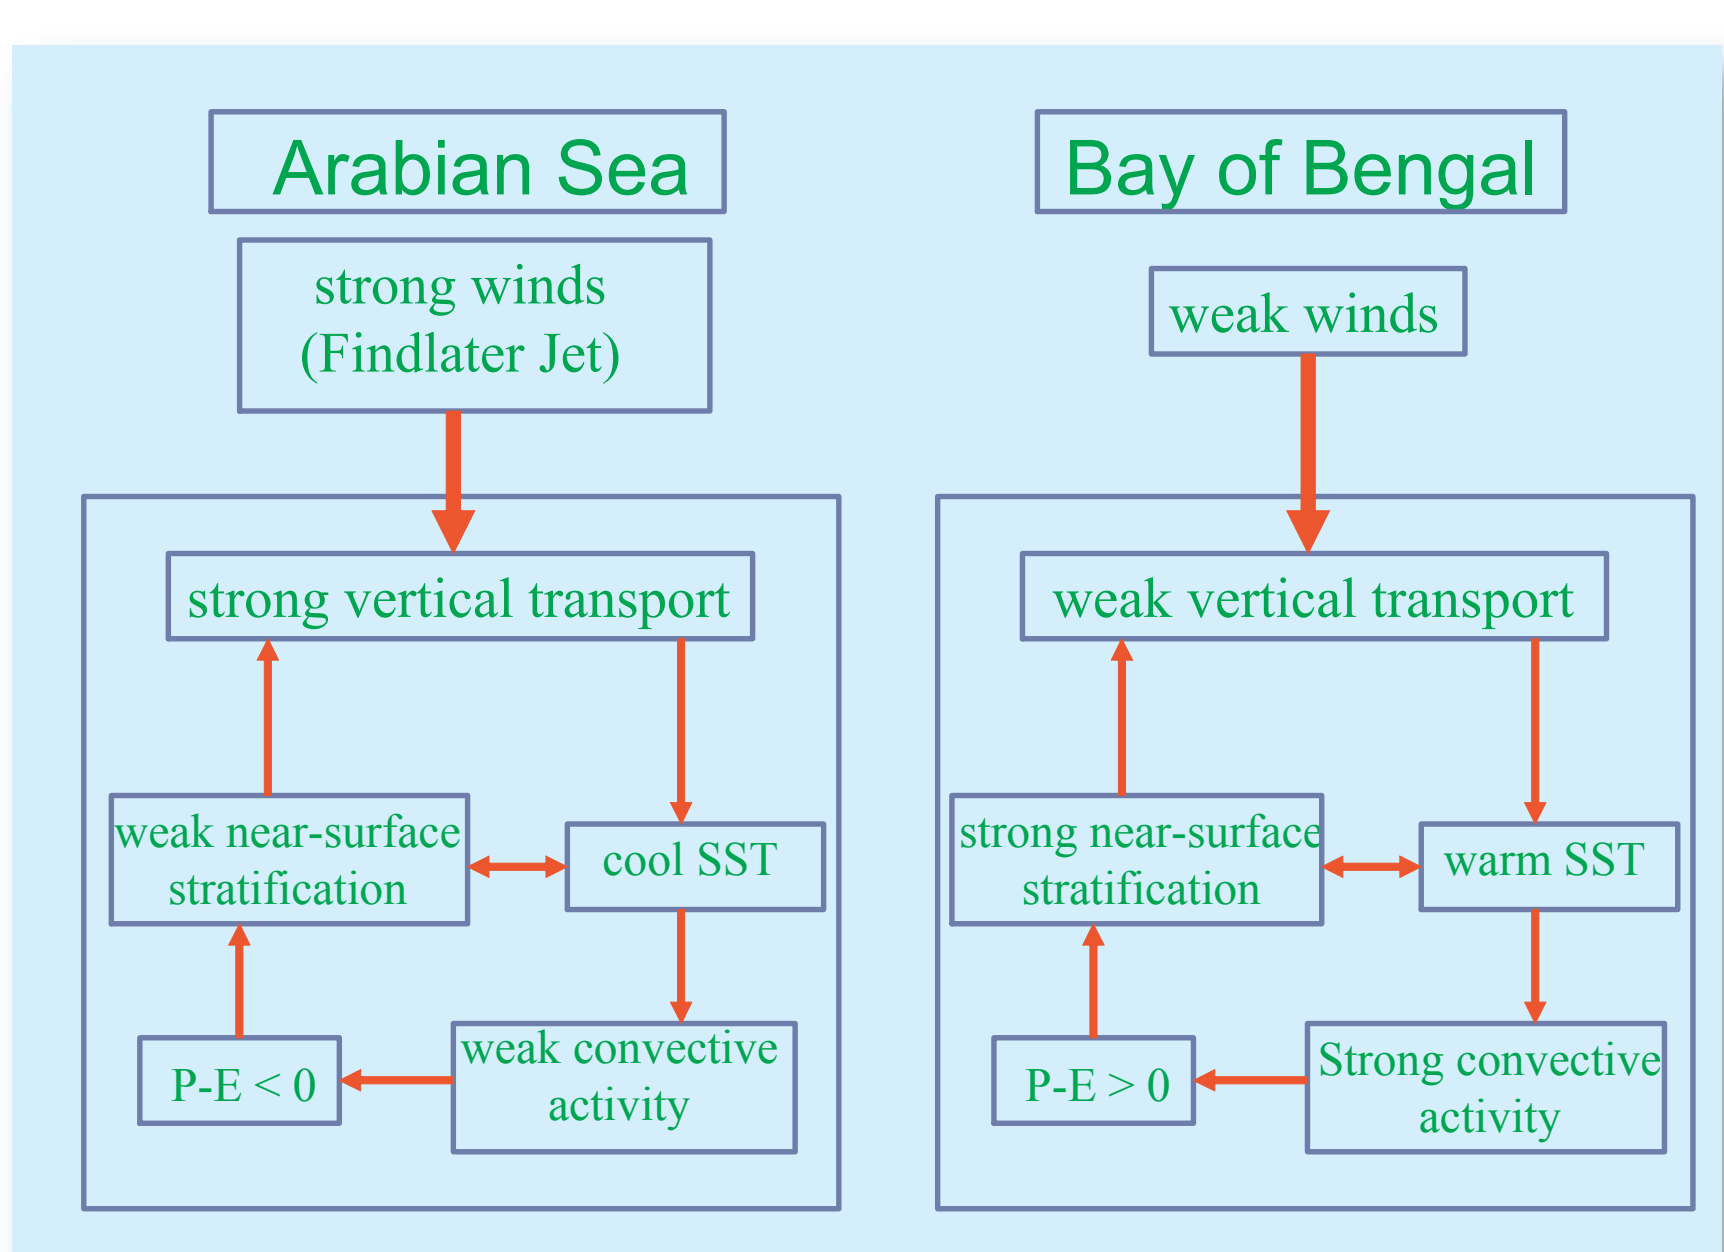 Arabian Sea
strong winds
(Findlater Jet)
strong vertical transport
weak near-surface
stratification
cool SST
P-E < 0
weak convective
activity
Bay of Bengal
weak winds
weak vertical transport
strong near-surface
stratification
warm SST
P-E > 0
Strong convective
activity